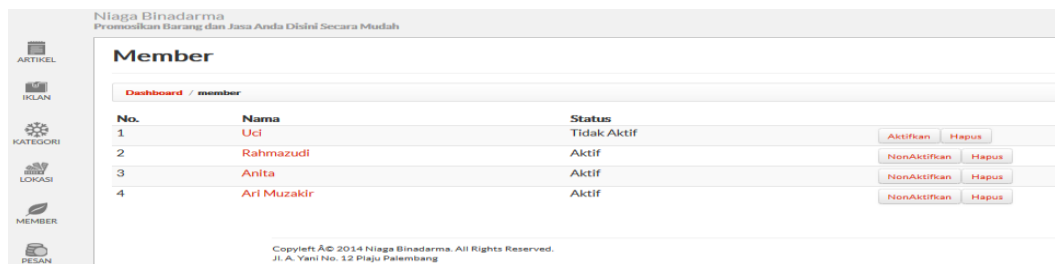 Niaga Binadarma
Promosikan Barang dan Jasa Anda Disini Secara Mudah
ARTIKEL
IKLAN
KATEGORI
LOKASI
MEMBER
PESAN
Member
Dashboard / member
No. Nama Status
1 Uci Tidak Aktif Aktifkan Hapus
2 Rahmazudi Aktif NonAktifkan Hapus
3 Anita Aktif NonAktifkan Hapus
4 Ari Muzakir Aktif NonAktifkan Hapus
Copyleft Â© 2014 Niaga Binadarma. All Rights Reserved.
Jl. A. Yani No. 12 Plaju Palembang